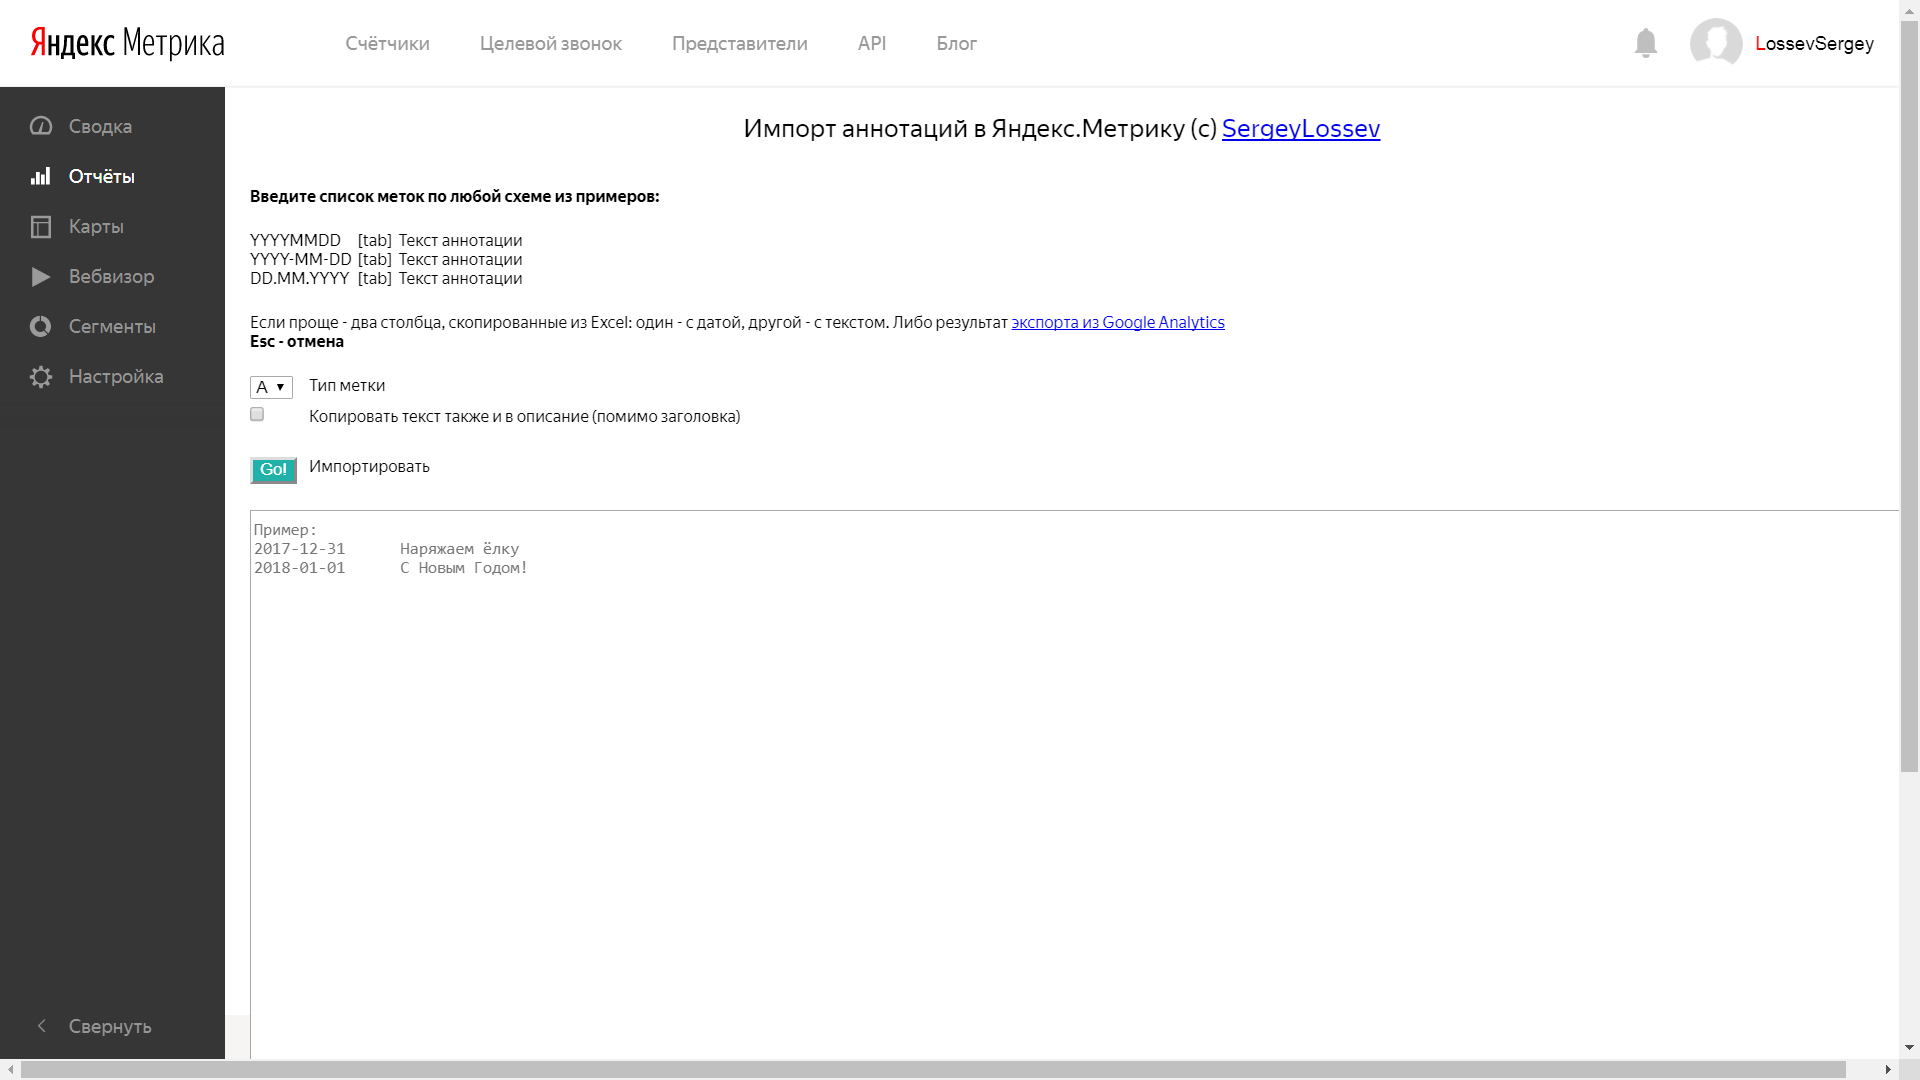 Яндекс Метрика
Счётчики
Целевой звонок
Представители
API
Блог
LossevSergey
Сводка
Отчёты
Карты
Вебвизор
Сегменты
Настройка
Свернуть
Импорт аннотаций в Яндекс.Метрику (c) SergeyLossev
Введите список меток по любой схеме из примеров:
YYYYMMDD [tab] Текст аннотации
YYYY-MM-DD [tab] Текст аннотации
DD.MM.YYYY [tab] Текст аннотации
Если проще - два столбца, скопированные из Excel: один - с датой, другой - с текстом. Либо результат экспорта из Google Analytics
Esc - отмена
A ▼ Тип метки
Копировать текст также и в описание (помимо заголовка)
Go! Импортировать
Пример:
2017-12-31 Наряжаем ёлку
2018-01-01 С Новым Годом!